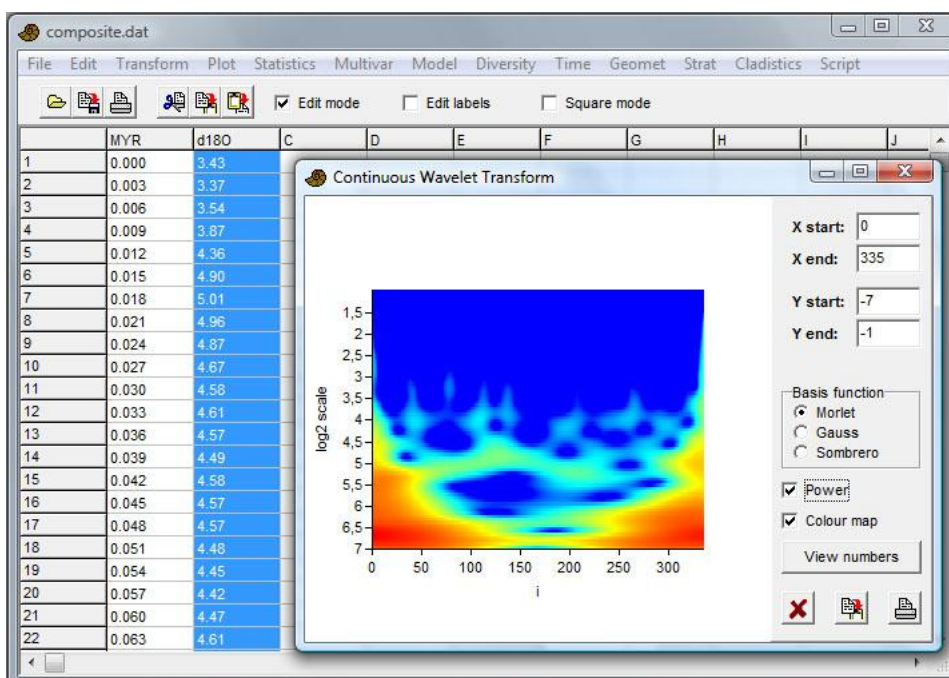 composite.dat
File Edit Transform Plot Statistics Multivar Model Diversity Time Geomet Strat Cladistics Script
Edit mode Edit labels Square mode
MYR d18O C D E F G H I J
1 0.000 3.43
2 0.003 3.37
3 0.006 3.54
4 0.009 3.87
5 0.012 4.36
6 0.015 4.90
7 0.018 5.01
8 0.021 4.96
9 0.024 4.87
10 0.027 4.67
11 0.030 4.58
12 0.033 4.61
13 0.036 4.57
14 0.039 4.49
15 0.042 4.58
16 0.045 4.57
17 0.048 4.57
18 0.051 4.48
19 0.054 4.45
20 0.057 4.42
21 0.060 4.47
22 0.063 4.61
Continuous Wavelet Transform
X start: 0
X end: 335
Y start: -7
Y end: -1
Basis function
Morlet
Gauss
Sombrero
Power
Colour map
View numbers
log2 scale
1,5
2
2,5
3
3,5
4
4,5
5
5,5
6
6,5
7
0 50 100 150 200 250 300
i